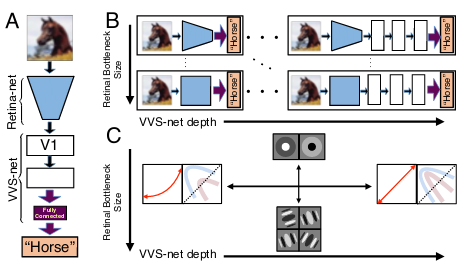 A
Retina-net
VVS-net
V1
Fully
Connected
"Horse"
B
Retinal Bottleneck
Size
"Horse"
"Horse"
"Horse"
"Horse"
VVS-net depth
C
Retinal Bottleneck
Size
VVS-net depth